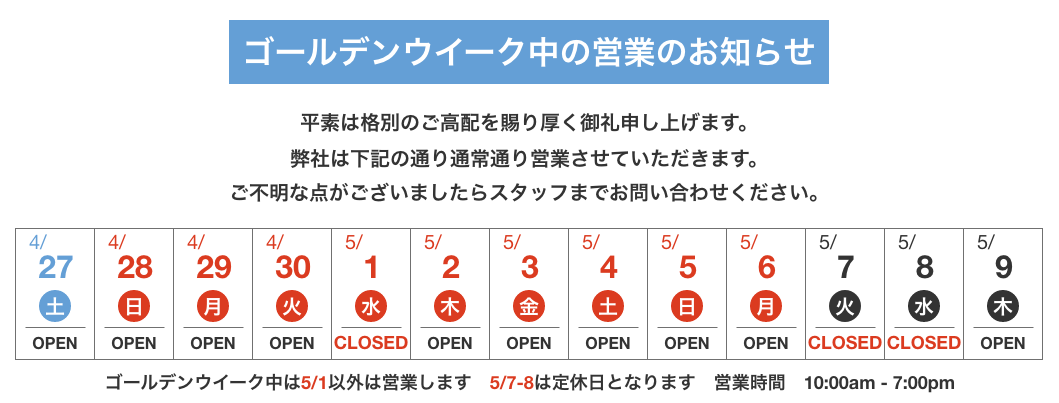 ゴールデンウイーク中の営業のお知らせ
平素は格別のご高配を賜り厚く御礼申し上げます。
弊社は下記の通り通常通り営業させていただきます。
ご不明な点がございましたらスタッフまでお問い合わせください。
4/ 4/ 4/ 4/ 5/ 5/ 5/ 5/ 5/ 5/ 5/ 5/ 5/
27 28 29 30 1 2 3 4 5 6 7 8 9
土 日 月 火 水 木 金 土 日 月 火 水 木
OPEN OPEN OPEN OPEN CLOSED OPEN OPEN OPEN OPEN OPEN CLOSED CLOSED OPEN
ゴールデンウイーク中は5/1以外は営業します 5/7-8は定休日となります 営業時間 10:00am - 7:00pm